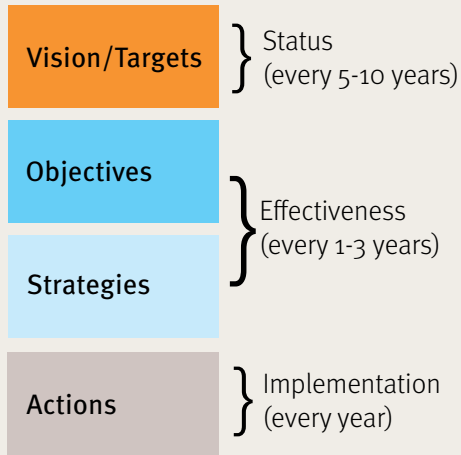 Vision/Targets
Status
(every 5-10 years)
Objectives
Effectiveness
(every 1-3 years)
Strategies
Actions
Implementation
(every year)